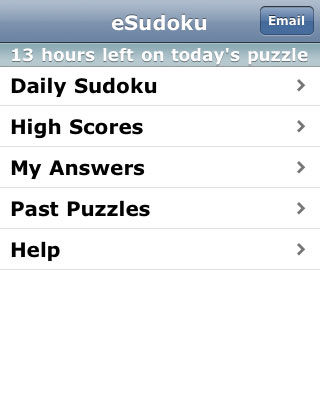 eSudoku
Email
13 hours left on today's puzzle
Daily Sudoku
High Scores
My Answers
Past Puzzles
Help